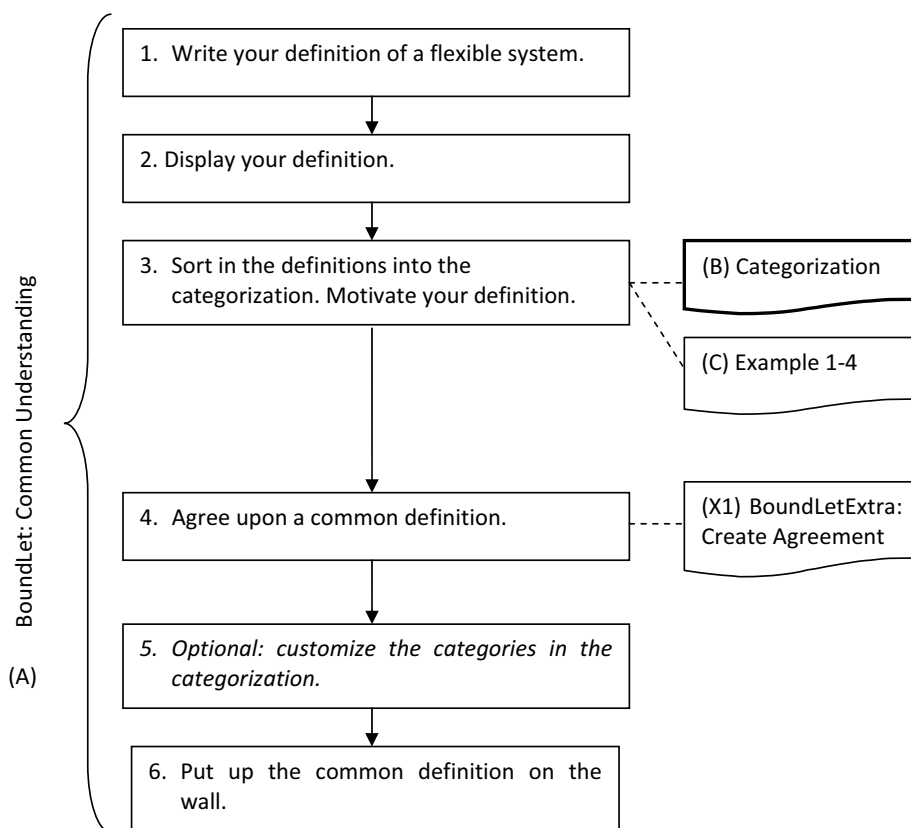 1. Write your definition of a flexible system.
2. Display your definition.
3. Sort in the definitions into the
categorization. Motivate your definition.
(B) Categorization
(C) Example 1-4
4. Agree upon a common definition.
(X1) BoundLetExtra:
Create Agreement
5. Optional: customize the categories in the
categorization.
6. Put up the common definition on the
wall.
BoundLet: Common Understanding
(A)